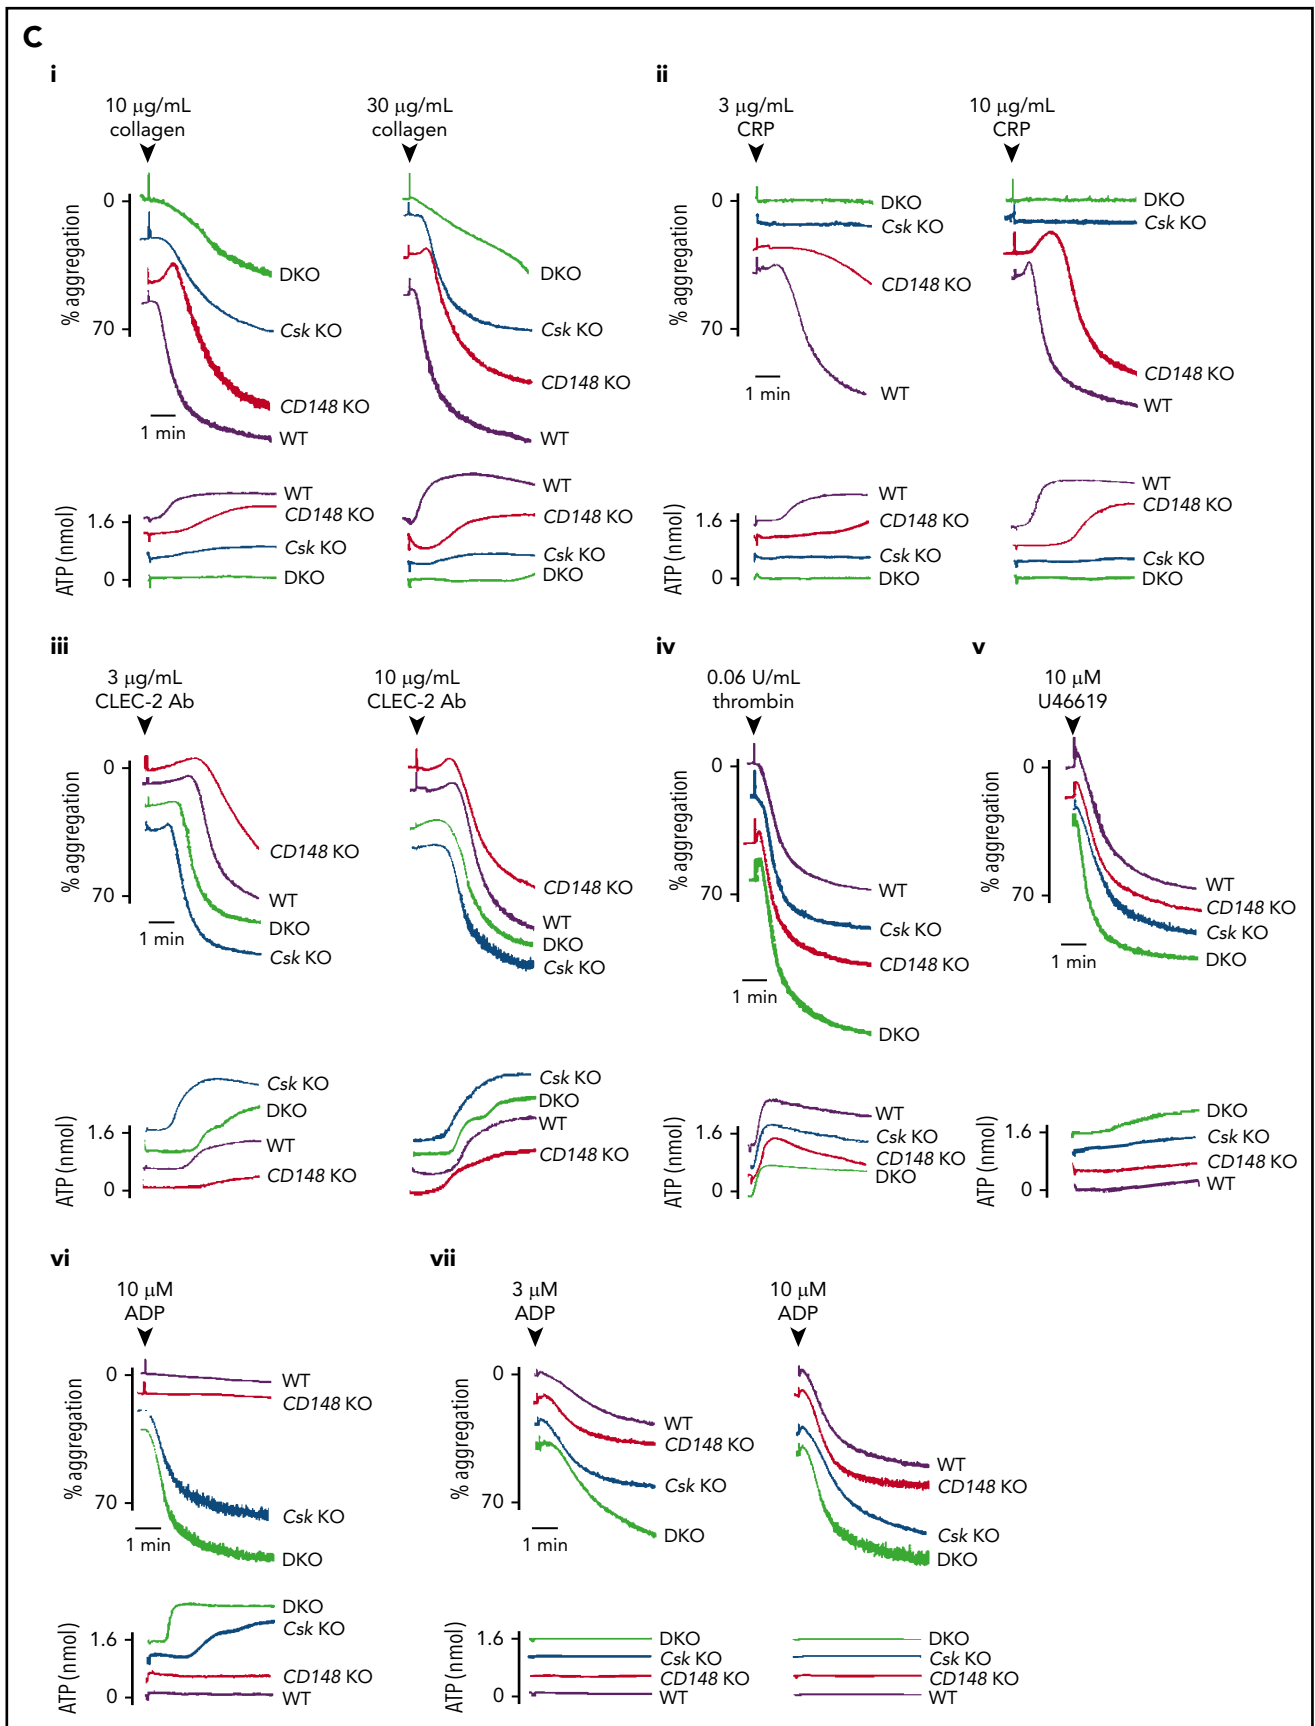 C
i
10 μg/mL
collagen
30 μg/mL
collagen
0
70
% aggregation
DKO
Csk KO
CD148 KO
WT
1 min
DKO
Csk KO
CD148 KO
WT
1.6
0
ATP (nmol)
WT
CD148 KO
Csk KO
DKO
WT
CD148 KO
Csk KO
DKO
ii
3 μg/mL
CRP
10 μg/mL
CRP
0
70
% aggregation
DKO
Csk KO
CD148 KO
WT
1 min
DKO
Csk KO
CD148 KO
WT
1.6
0
ATP (nmol)
WT
CD148 KO
Csk KO
DKO
WT
CD148 KO
Csk KO
DKO
iii
3 μg/mL
CLEC-2 Ab
10 μg/mL
CLEC-2 Ab
0
70
% aggregation
CD148 KO
WT
DKO
Csk KO
1 min
CD148 KO
WT
DKO
Csk KO
1.6
0
ATP (nmol)
Csk KO
DKO
WT
CD148 KO
Csk KO
DKO
WT
CD148 KO
iv
0.06 U/mL
thrombin
0
70
% aggregation
WT
Csk KO
CD148 KO
DKO
1 min
1.6
0
ATP (nmol)
WT
Csk KO
CD148 KO
DKO
v
10 μM
U46619
0
70
% aggregation
WT
CD148 KO
Csk KO
DKO
1 min
1.6
0
ATP (nmol)
DKO
Csk KO
CD148 KO
WT
vi
10 μM
ADP
0
70
% aggregation
WT
CD148 KO
Csk KO
DKO
1 min
1.6
0
ATP (nmol)
DKO
Csk KO
CD148 KO
WT
vii
3 μM
ADP
10 μM
ADP
0
70
% aggregation
WT
CD148 KO
Csk KO
DKO
1 min
WT
CD148 KO
Csk KO
DKO
1.6
0
ATP (nmol)
DKO
Csk KO
CD148 KO
WT
DKO
Csk KO
CD148 KO
WT